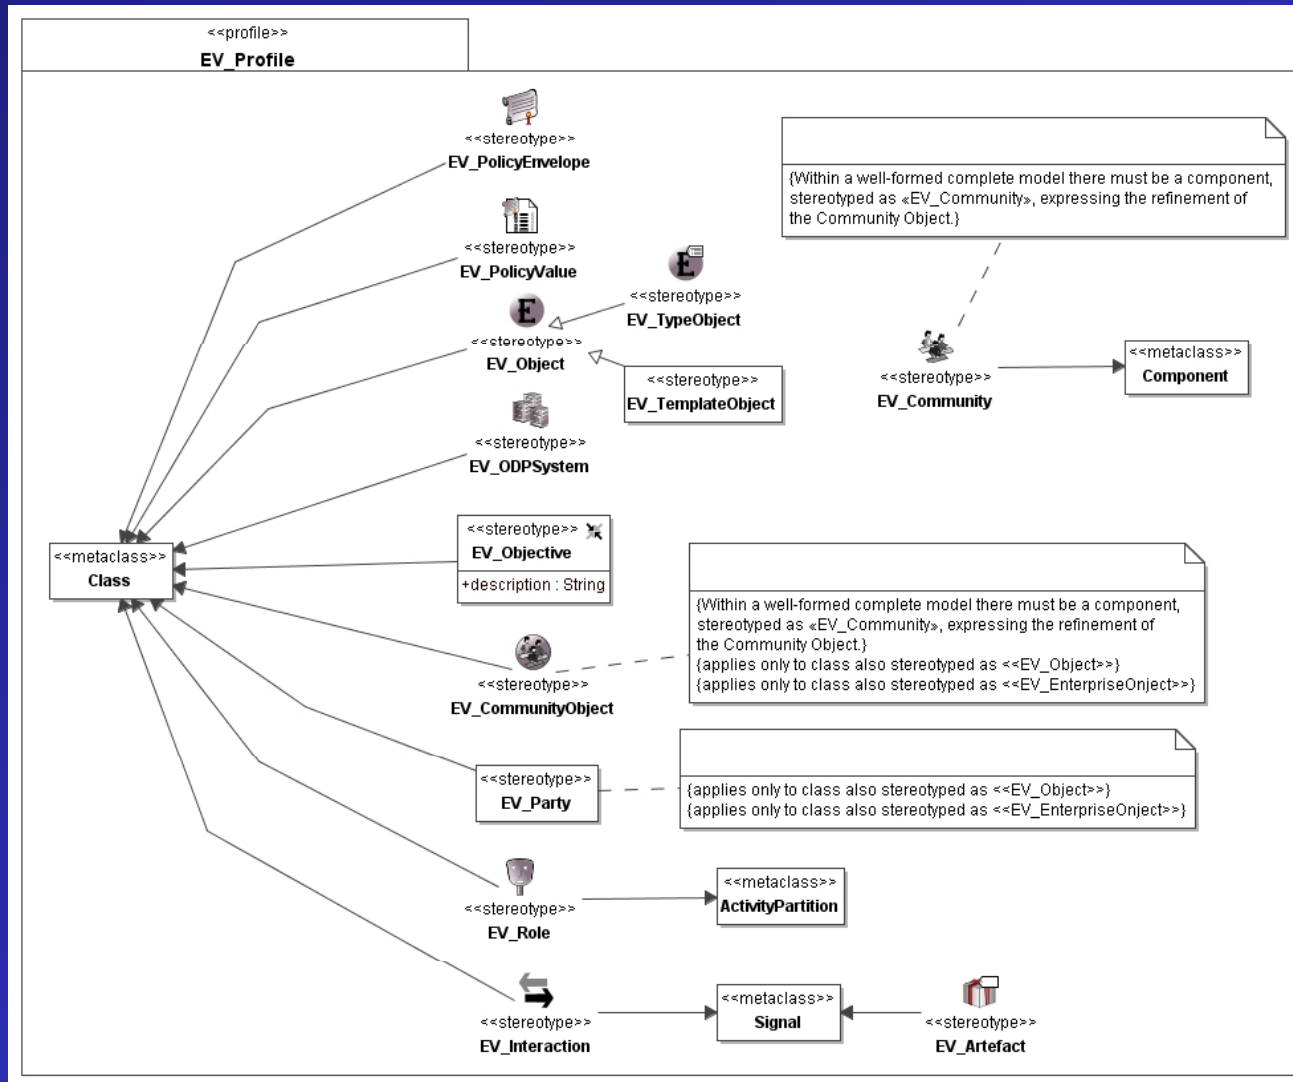 <<profile>>
EV_Profile
<<stereotype>>
EV_PolicyEnvelope
{Within a well-formed complete model there must be a component,
stereotyped as «EV_Community», expressing the refinement of
the Community Object.}
<<stereotype>>
EV_PolicyValue
E
<<stereotype>>
EV_TypeObject
E
<<stereotype>>
EV_Object
<<stereotype>>
EV_TemplateObject
<<stereotype>>
EV_Community
<<metaclass>>
Component
<<stereotype>>
EV_ODPSystem
<<metaclass>>
Class
<<stereotype>>
EV_Objective
+description : String
<<stereotype>>
EV_CommunityObject
{Within a well-formed complete model there must be a component,
stereotyped as «EV_Community», expressing the refinement of
the Community Object.}
{applies only to class also stereotyped as <<EV_Object>>}
{applies only to class also stereotyped as <<EV_EnterpriseOnject>>}
<<stereotype>>
EV_Party
{applies only to class also stereotyped as <<EV_Object>>}
{applies only to class also stereotyped as <<EV_EnterpriseOnject>>}
<<stereotype>>
EV_Role
<<metaclass>>
ActivityPartition
<<stereotype>>
EV_Interaction
<<metaclass>>
Signal
<<stereotype>>
EV_Artefact